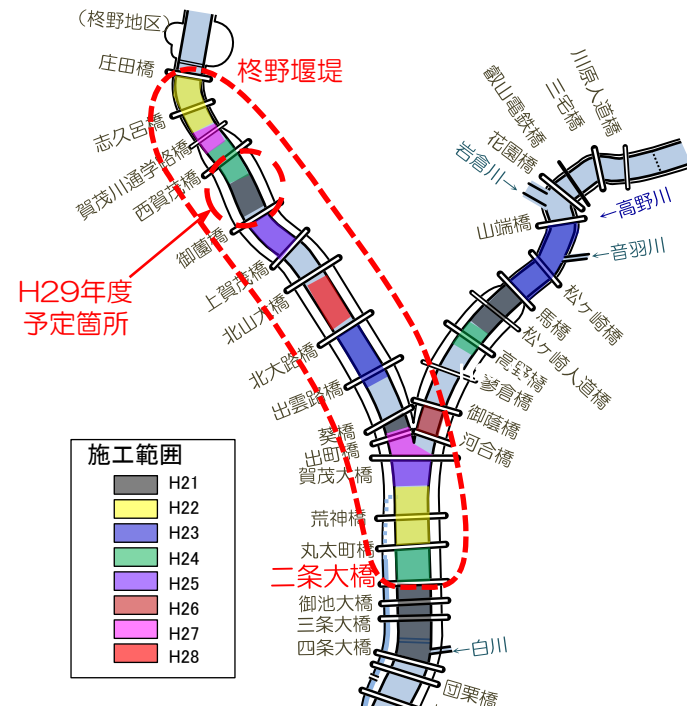 (柊野地区)
庄田橋
柊野堰堤
志久呂橋
賀茂川通学路橋
西賀茂橋
御薗橋
上賀茂橋
北山大橋
H29年度
予定箇所
北大路橋
出雲路橋
葵橋
出町橋
賀茂大橋
荒神橋
丸太町橋
二条大橋
御池大橋
三条大橋
四条大橋
←白川
団栗橋
川原人道橋
三宅橋
叡山電鉄橋
花園橋
岩倉川→
山端橋
←高野川
←音羽川
松ヶ崎橋
馬橋
松ヶ崎人道橋
高野橋
蓼倉橋
御蔭橋
河合橋
施工範囲
H21
H22
H23
H24
H25
H26
H27
H28